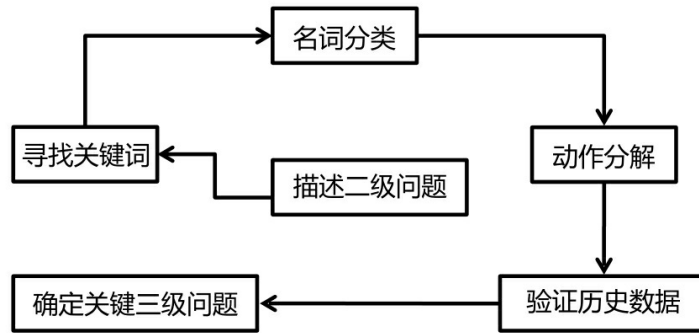 名词分类
寻找关键词
动作分解
描述二级问题
确定关键三级问题
验证历史数据